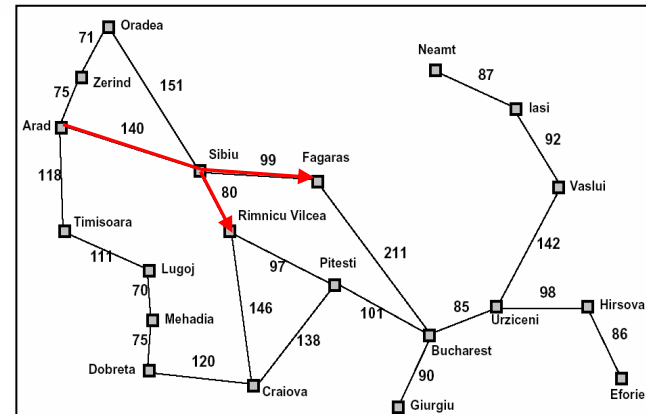 Oradea
71
Neamt
87
Zerind
75
151
Iasi
Arad
140
92
Sibiu
99
Fagaras
118
80
Vaslui
Rimnicu Vilcea
Timisoara
142
111
211
Lugoj
97
Pitesti
70
146
98
Hirsova
85
101
Urziceni
Mehadia
138
86
75
Bucharest
120
Dobreta
90
Craiova
Eforie
Giurgiu